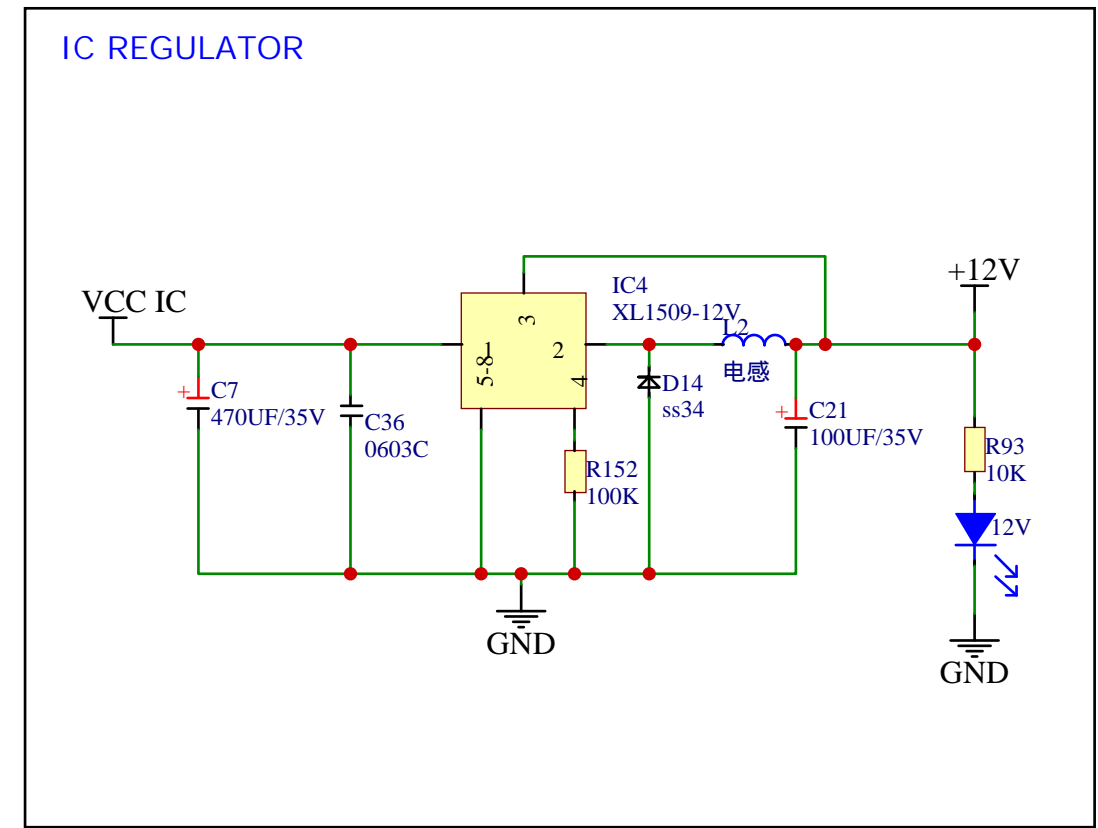 IC REGULATOR
+12V
VCC IC
IC4
XL1509-12V
L2
3
1
2
5-8
4
电感
D14
ss34
C7
470UF/35V
C36
0603C
C21
100UF/35V
R152
100K
R93
10K
12V
GND
GND